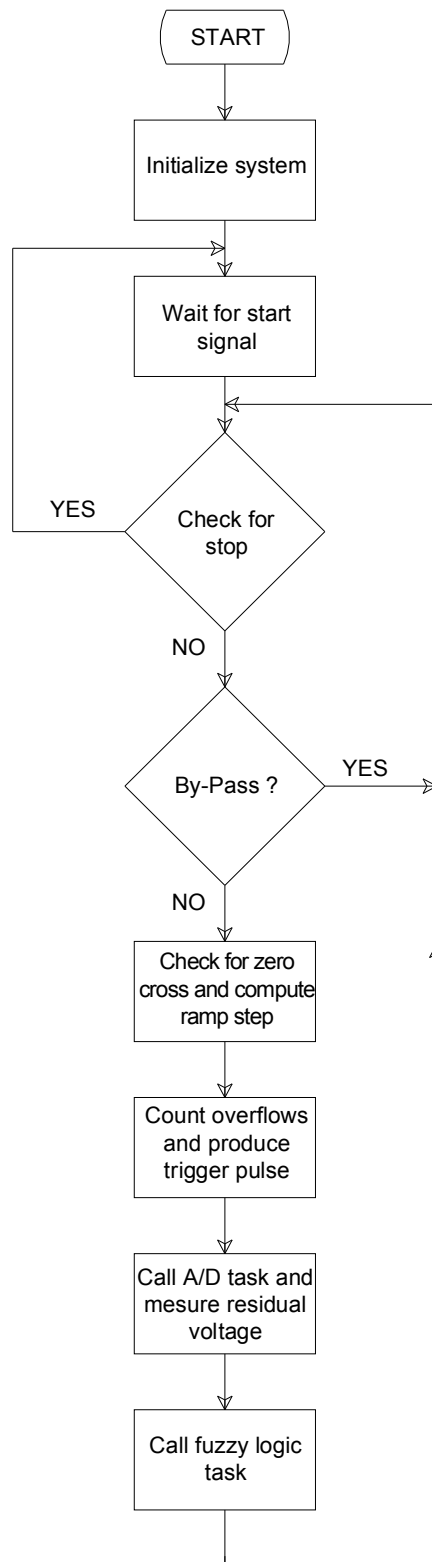 START
Initialize system
Wait for start
signal
YES
Check for
stop
NO
By-Pass ?
YES
NO
Check for zero
cross and compute
ramp step
Count overflows
and produce
trigger pulse
Call A/D task and
mesure residual
voltage
Call fuzzy logic
task